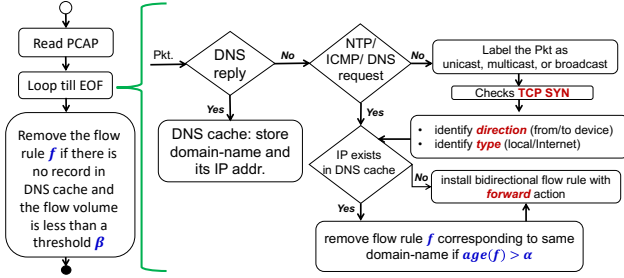 Read PCAP
Loop till EOF
Remove the flow
rule f if there is
no record in
DNS cache and
the flow volume
is less than a
threshold β
Pkt.
DNS
reply
No
Yes
DNS cache: store
domain-name and
its IP addr.
NTP/
ICMP/ DNS
request
No
Yes
Label the Pkt as
unicast, multicast, or broadcast
Checks TCP SYN
• identify direction (from/to device)
• identify type (local/Internet)
IP exists
in DNS cache
No
Yes
install bidirectional flow rule with
forward action
remove flow rule f corresponding to same
domain-name if age(f) > α